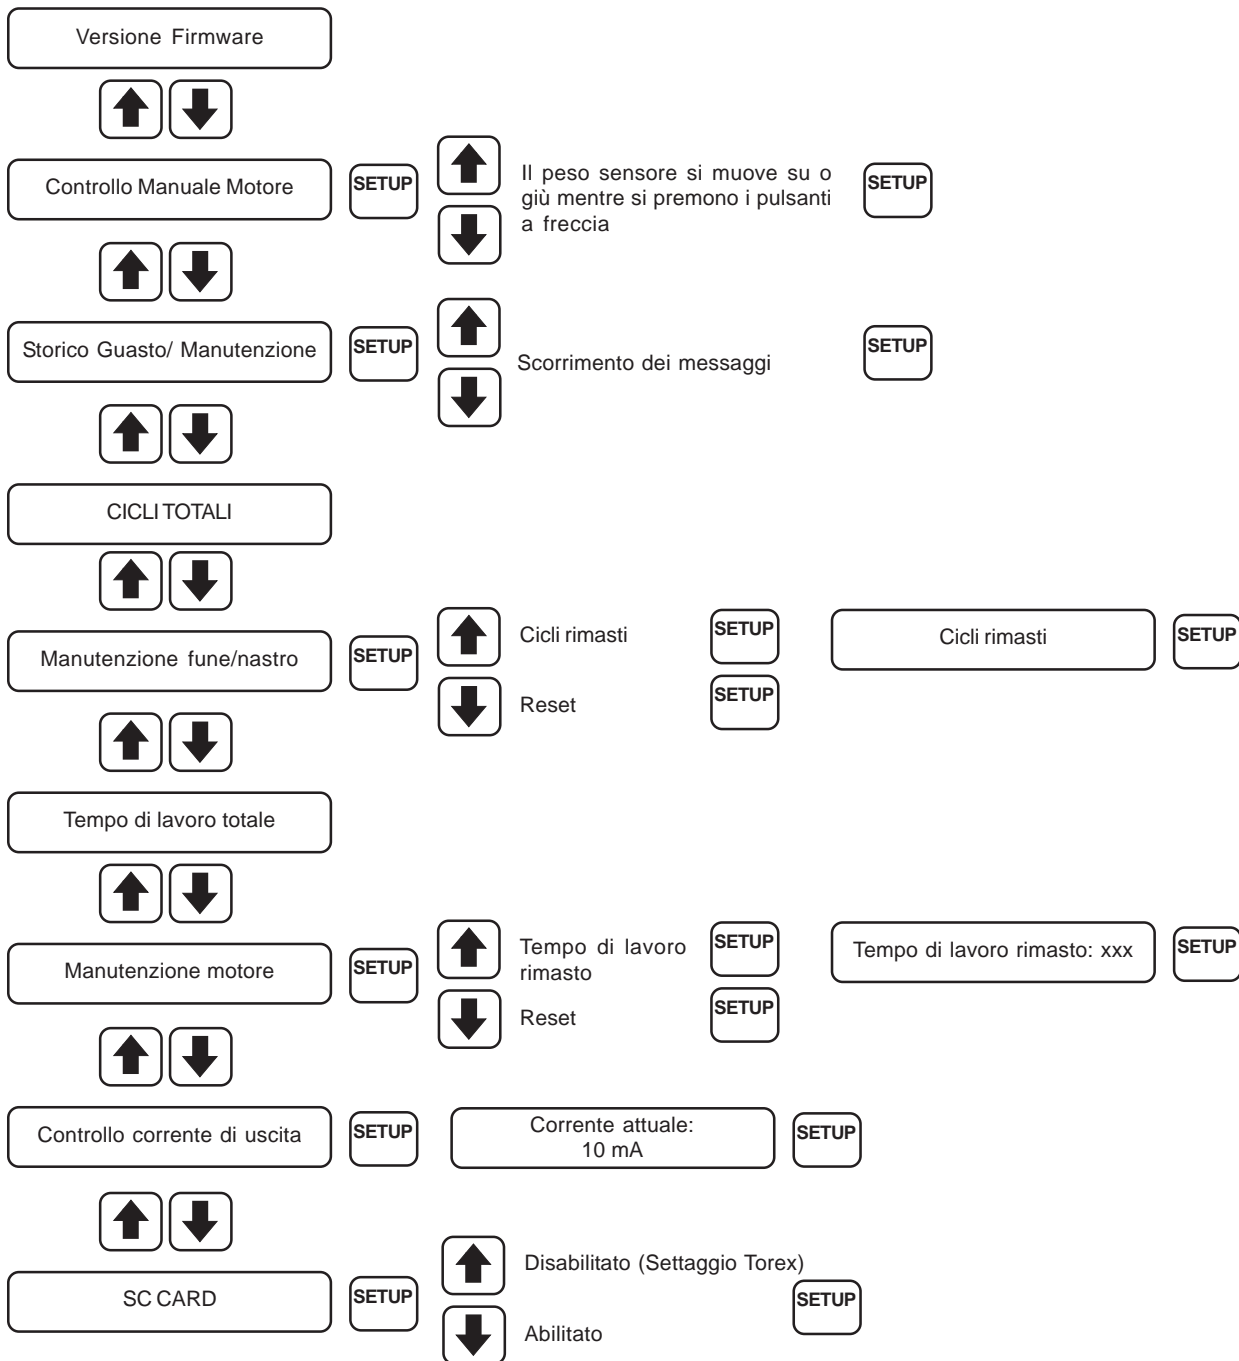 Versione Firmware
Controllo Manuale Motore
SETUP
Il peso sensore si muove su o
giù mentre si premono i pulsanti
a freccia
SETUP
Storico Guasto/ Manutenzione
SETUP
Scorrimento dei messaggi
SETUP
CICLI TOTALI
Manutenzione fune/nastro
SETUP
Cicli rimasti
SETUP
Cicli rimasti
SETUP
Reset
SETUP
Tempo di lavoro totale
Manutenzione motore
SETUP
Tempo di lavoro
rimasto
SETUP
Tempo di lavoro rimasto: xxx
SETUP
Reset
SETUP
Controllo corrente di uscita
SETUP
Corrente attuale:
10 mA
SETUP
SC CARD
SETUP
Disabilitato (Settaggio Torex)
Abilitato
SETUP